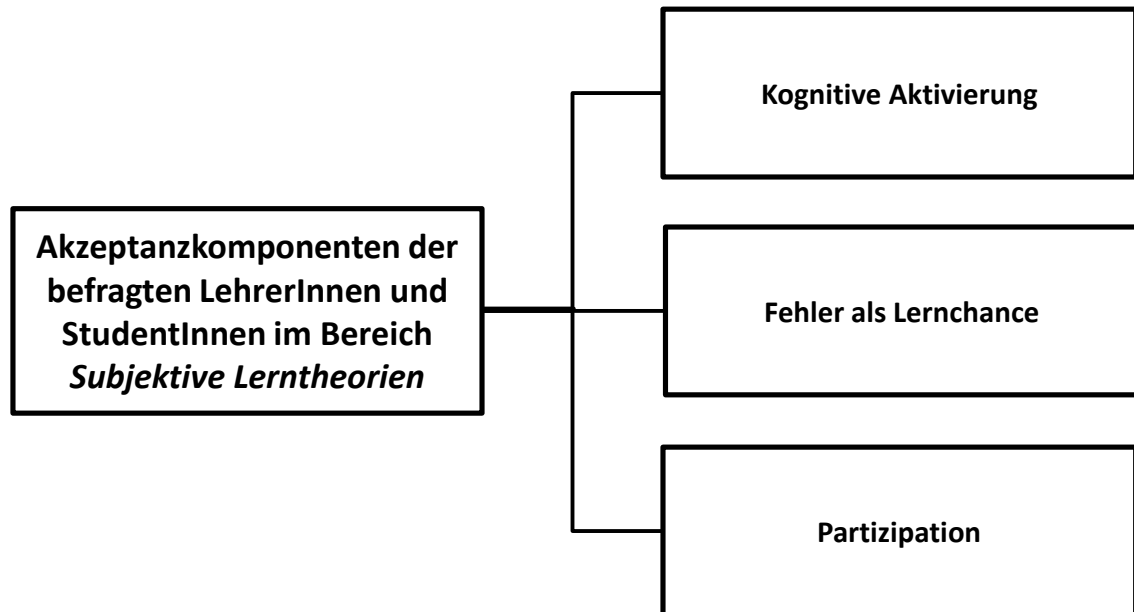 Kognitive Aktivierung
Akzeptanzkomponenten der
befragten LehrerInnen und
StudentInnen im Bereich
Subjektive Lerntheorien
Fehler als Lernchance
Partizipation